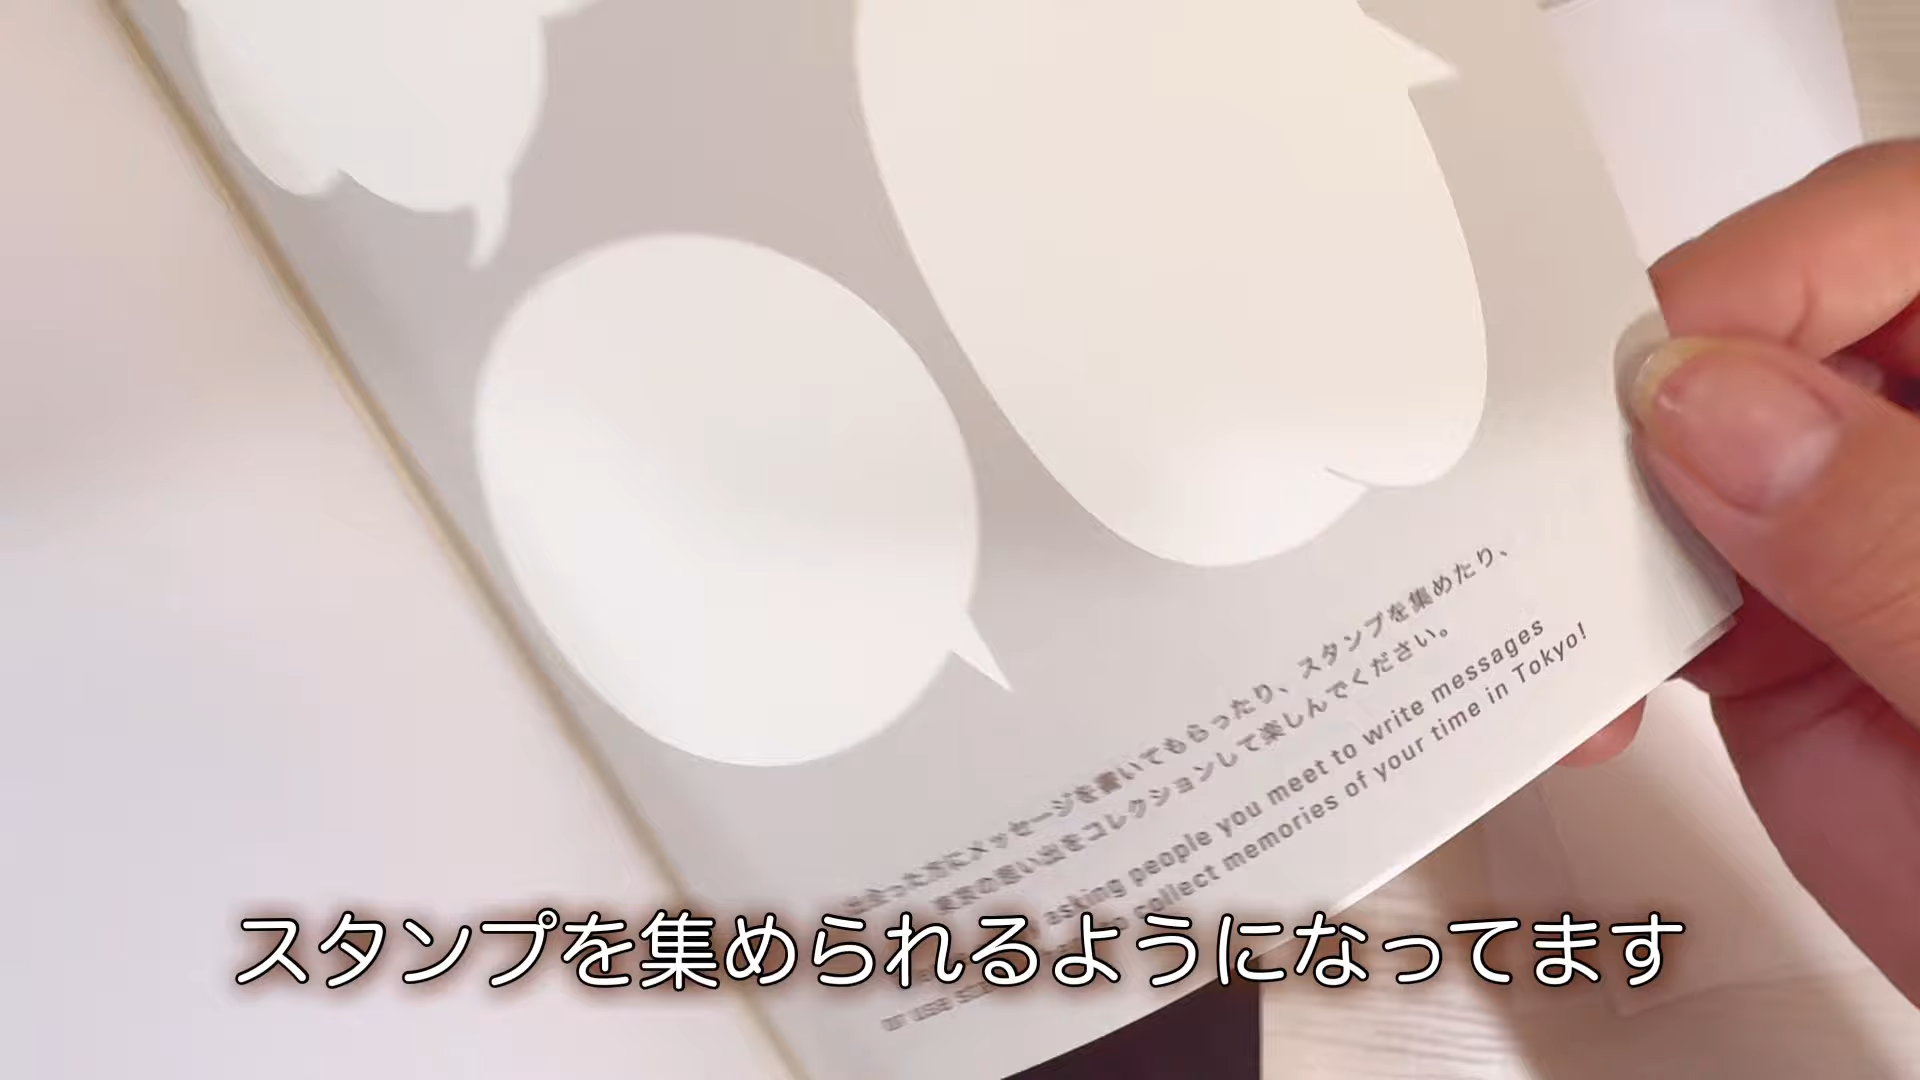 出会った方にメッセージを書いてもらったり、スタンプを集めたり、
東京の思い出をコレクションして楽しんでください。
asking people you meet to write messages
or use
collect memories of your time in Tokyo!
スタンプを集められるようになってます